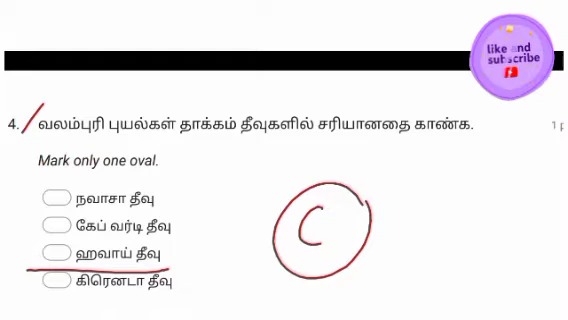 like and
subscribe
4. வலம்புரி புயல்கள் தாக்கம் தீவுகளில் சரியானதை காண்க.
1 p
Mark only one oval.
நவாசா தீவு
கேப் வர்டி தீவு
ஹவாய் தீவு
கிரெனடா தீவு
C